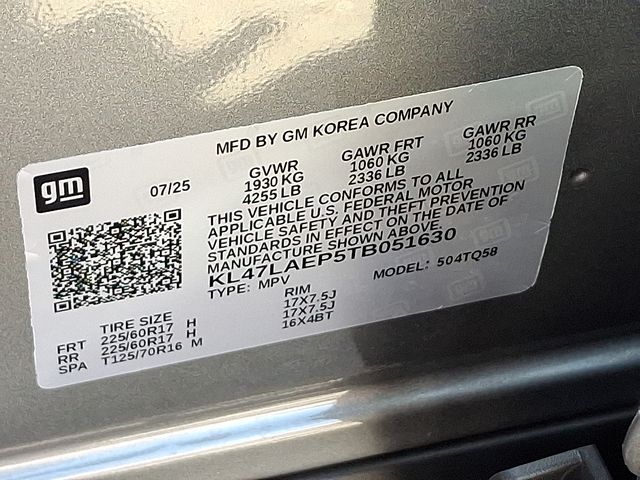 MFD BY GM KOREA COMPANY
gm
07/25
GVWR GAWR FRT GAWR RR
1930 KG 1060 KG 1060 KG
4255 LB 2336 LB 2336 LB
THIS VEHICLE CONFORMS TO ALL
APPLICABLE U.S. FEDERAL MOTOR
VEHICLE SAFETY AND THEFT PREVENTION
STANDARDS IN EFFECT ON THE DATE OF
MANUFACTURE SHOWN ABOVE.
KL47LAEP5TB051630
TYPE: MPV MODEL: 504TQ58
TIRE SIZE RIM
FRT 225/60R17 H 17X7.5J
RR 225/60R17 H 17X7.5J
SPA T125/70R16 M 16X4BT